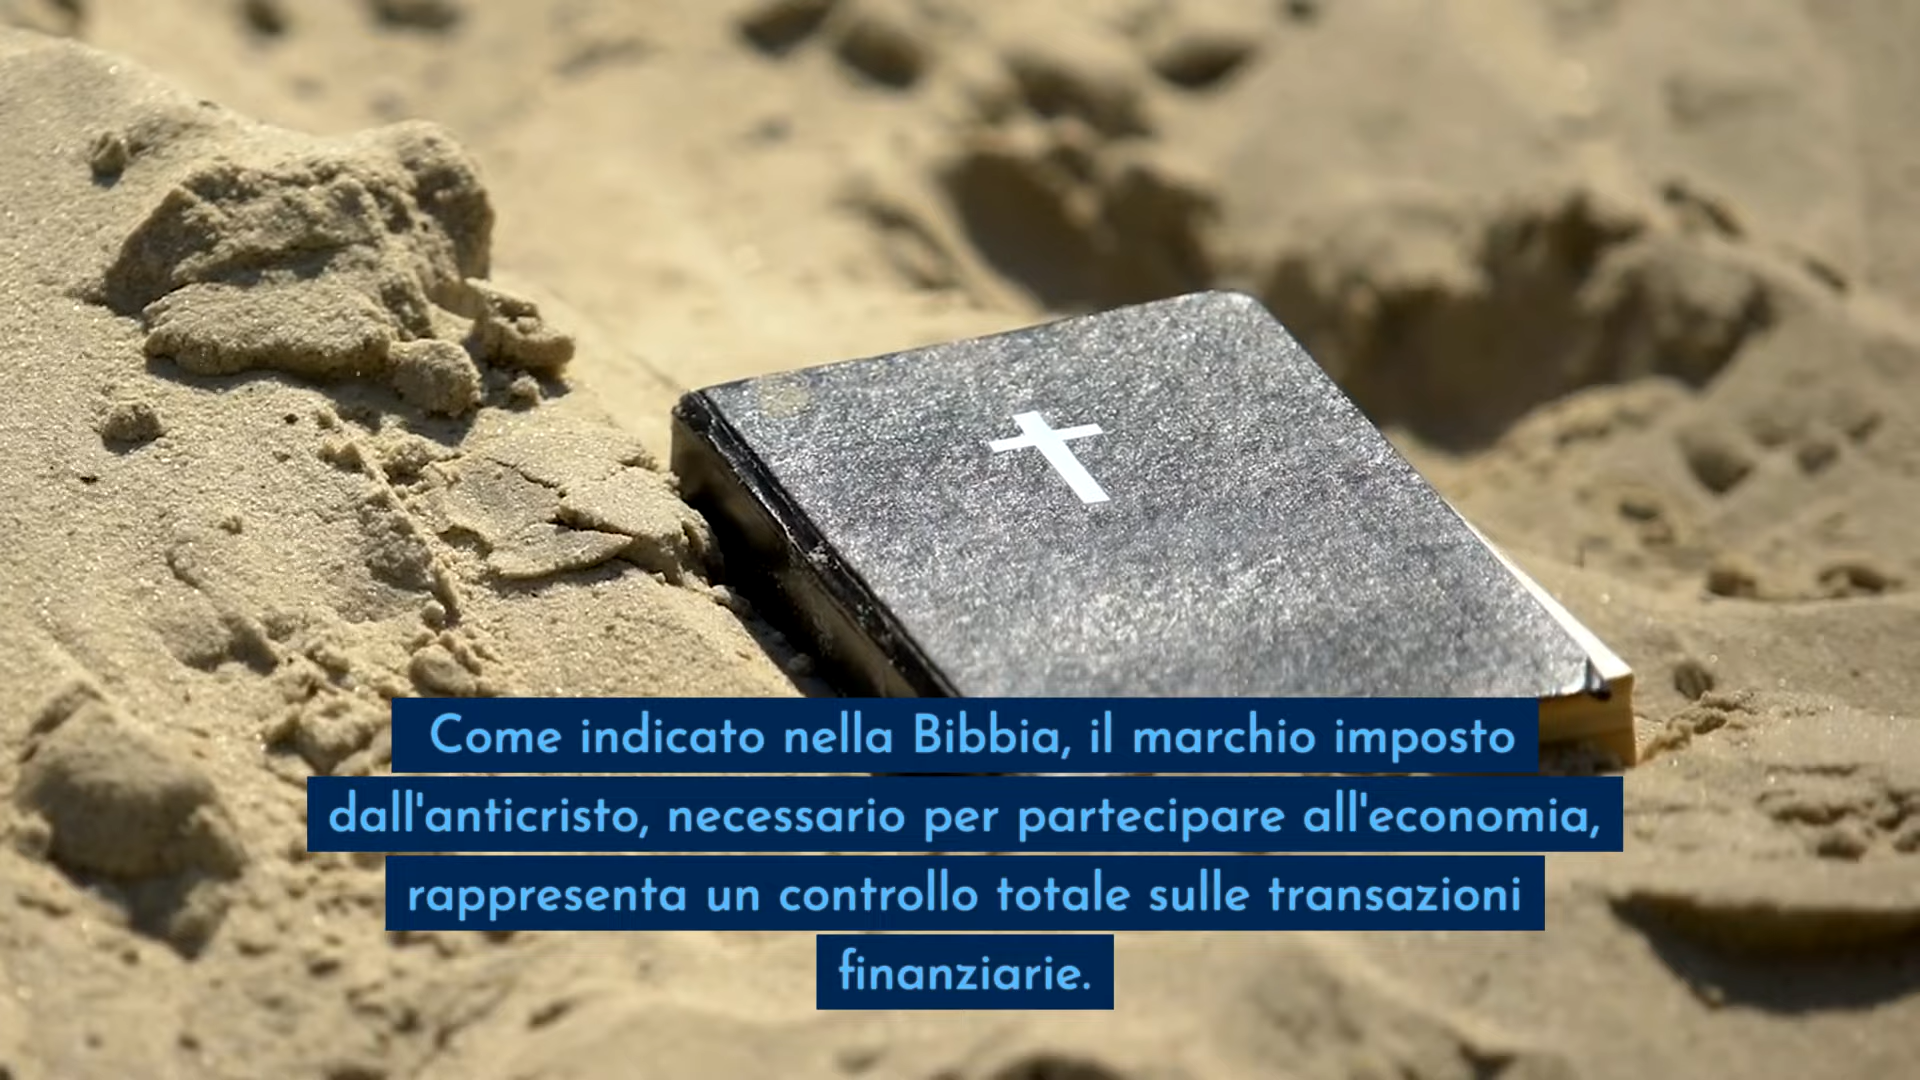 Come indicato nella Bibbia, il marchio imposto
dall'anticristo, necessario per partecipare all'economia,
rappresenta un controllo totale sulle transazioni
finanziarie.